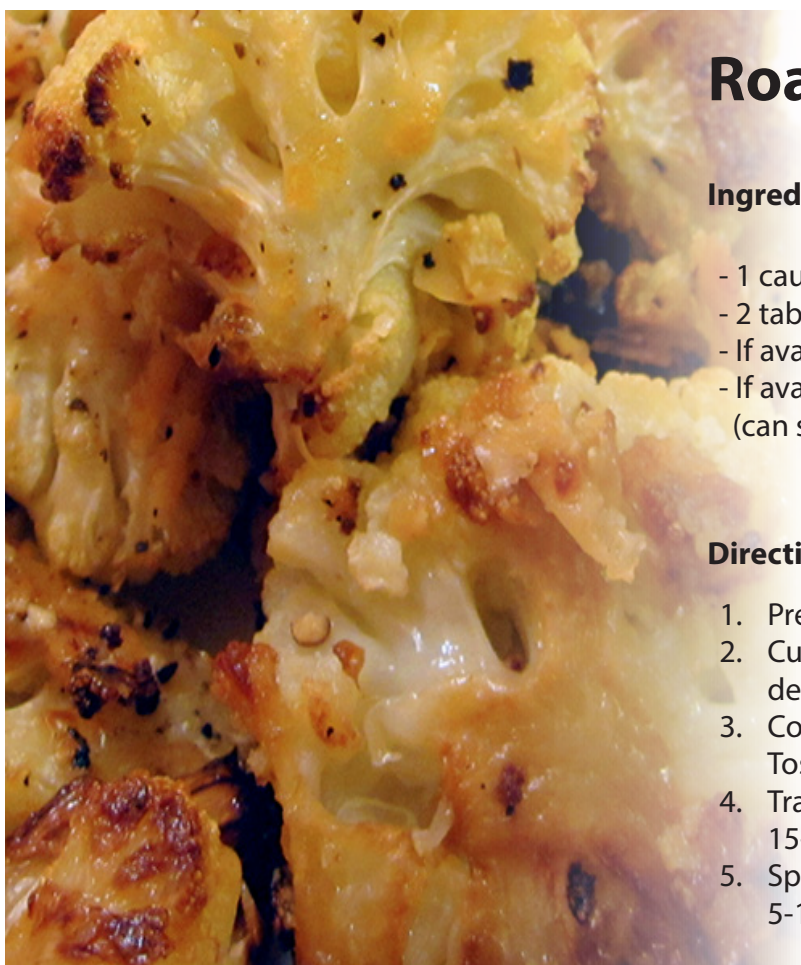 Roa
Ingred
- 1 cau
- 2 tab
- If ava
- If ava
(can s
Directi
1. Pre
2. Cu
de
3. Co
Tos
4. Tra
15-
5. Sp
5-1